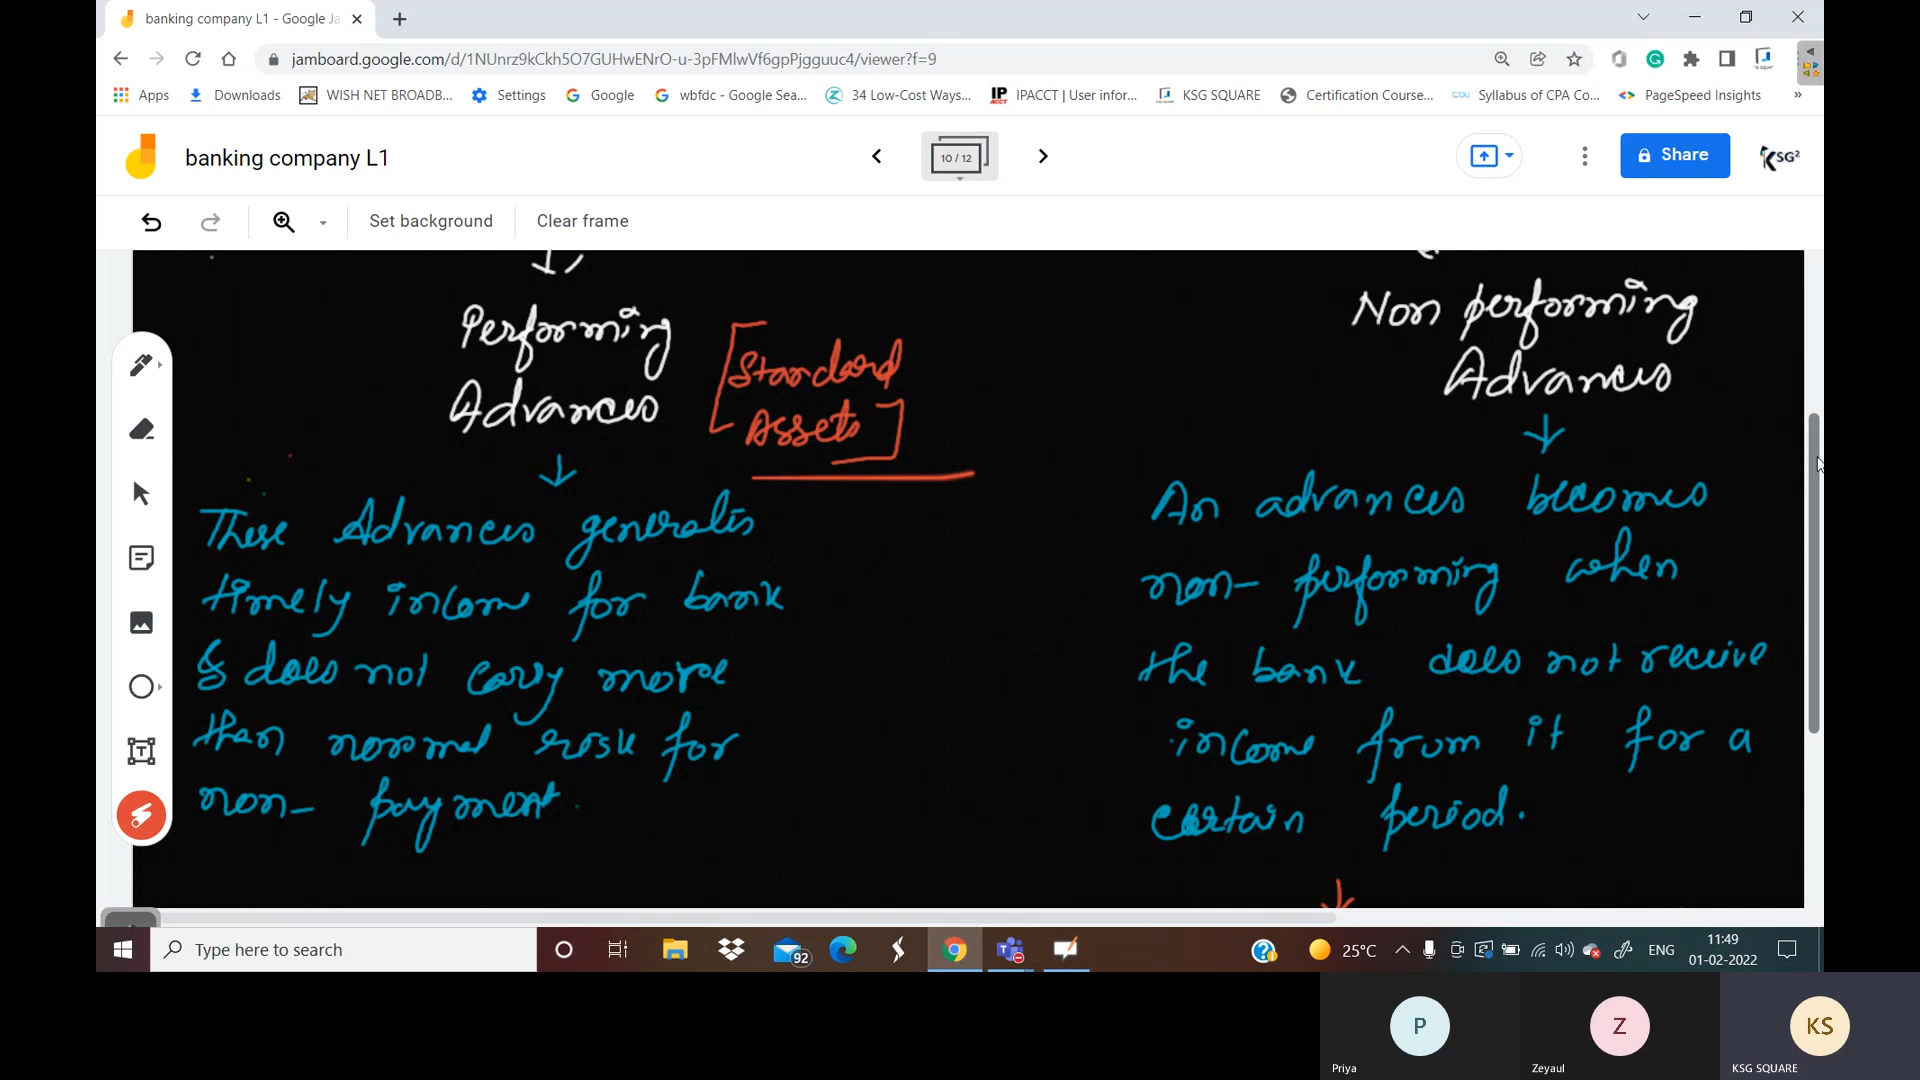 banking company L1 - Google Ja
jamboard.google.com/d/1NUnrz9kCkh5O7GUHwENrO-u-3pFMlwVf6gpPjgguuc4/viewer?f=9
Apps
Downloads
WISH NET BROADB...
Settings
Google
wbfdc - Google Sea...
34 Low-Cost Ways...
IPACCT | User infor...
KSG SQUARE
Certification Course...
Syllabus of CPA Co...
PageSpeed Insights
»
banking company L1
10 / 12
Share
KSG²
Set background
Clear frame
Performing
Advances
[Standard
Assets]
These Advances generates
timely income for bank
& does not carry more
than normal risk for
non- payment
Non performing
Advances
An advances becomes
non- performing when
the bank does not receive
income from it for a
certain period.
Type here to search
92
25°C
ENG
11:49
01-02-2022
P
Priya
Z
Zeyaul
KS
KSG SQUARE